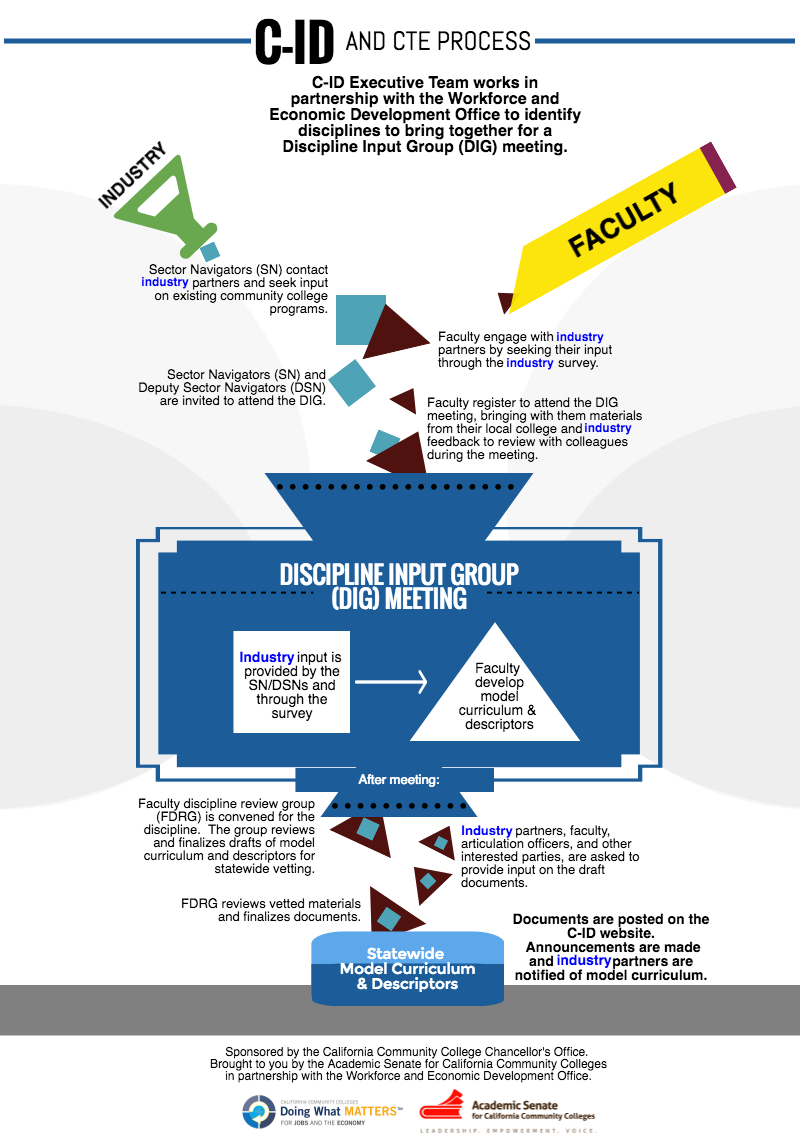 C-ID AND CTE PROCESS
C-ID Executive Team works in
partnership with the Workforce and
Economic Development Office to identify
disciplines to bring together for a
Discipline Input Group (DIG) meeting.
INDUSTRY
FACULTY
Sector Navigators (SN) contact
industry partners and seek input
on existing community college
programs.
Faculty engage with industry
partners by seeking their input
through the industry survey.
Sector Navigators (SN) and
Deputy Sector Navigators (DSN)
are invited to attend the DIG.
Faculty register to attend the DIG
meeting, bringing with them materials
from their local college and industry
feedback to review with colleagues
during the meeting.
DISCIPLINE INPUT GROUP
(DIG) MEETING
Industry input is
provided by the
SN/DSNs and
through the
survey
Faculty
develop
model
curriculum &
descriptors
After meeting:
Faculty discipline review group
(FDRG) is convened for the
discipline. The group reviews
and finalizes drafts of model
curriculum and descriptors for
statewide vetting.
Industry partners, faculty,
articulation officers, and other
interested parties, are asked to
provide input on the draft
documents.
FDRG reviews vetted materials
and finalizes documents.
Documents are posted on the
C-ID website.
Announcements are made
and industry partners are
notified of model curriculum.
Statewide
Model Curriculum
& Descriptors
Sponsored by the California Community College Chancellor's Office.
Brought to you by the Academic Senate for California Community Colleges
in partnership with the Workforce and Economic Development Office.
CALIFORNIA COMMUNITY COLLEGES
Doing What MATTERS™
FOR JOBS AND THE ECONOMY
Academic Senate
for California Community Colleges
LEADERSHIP. EMPOWERMENT. VOICE.